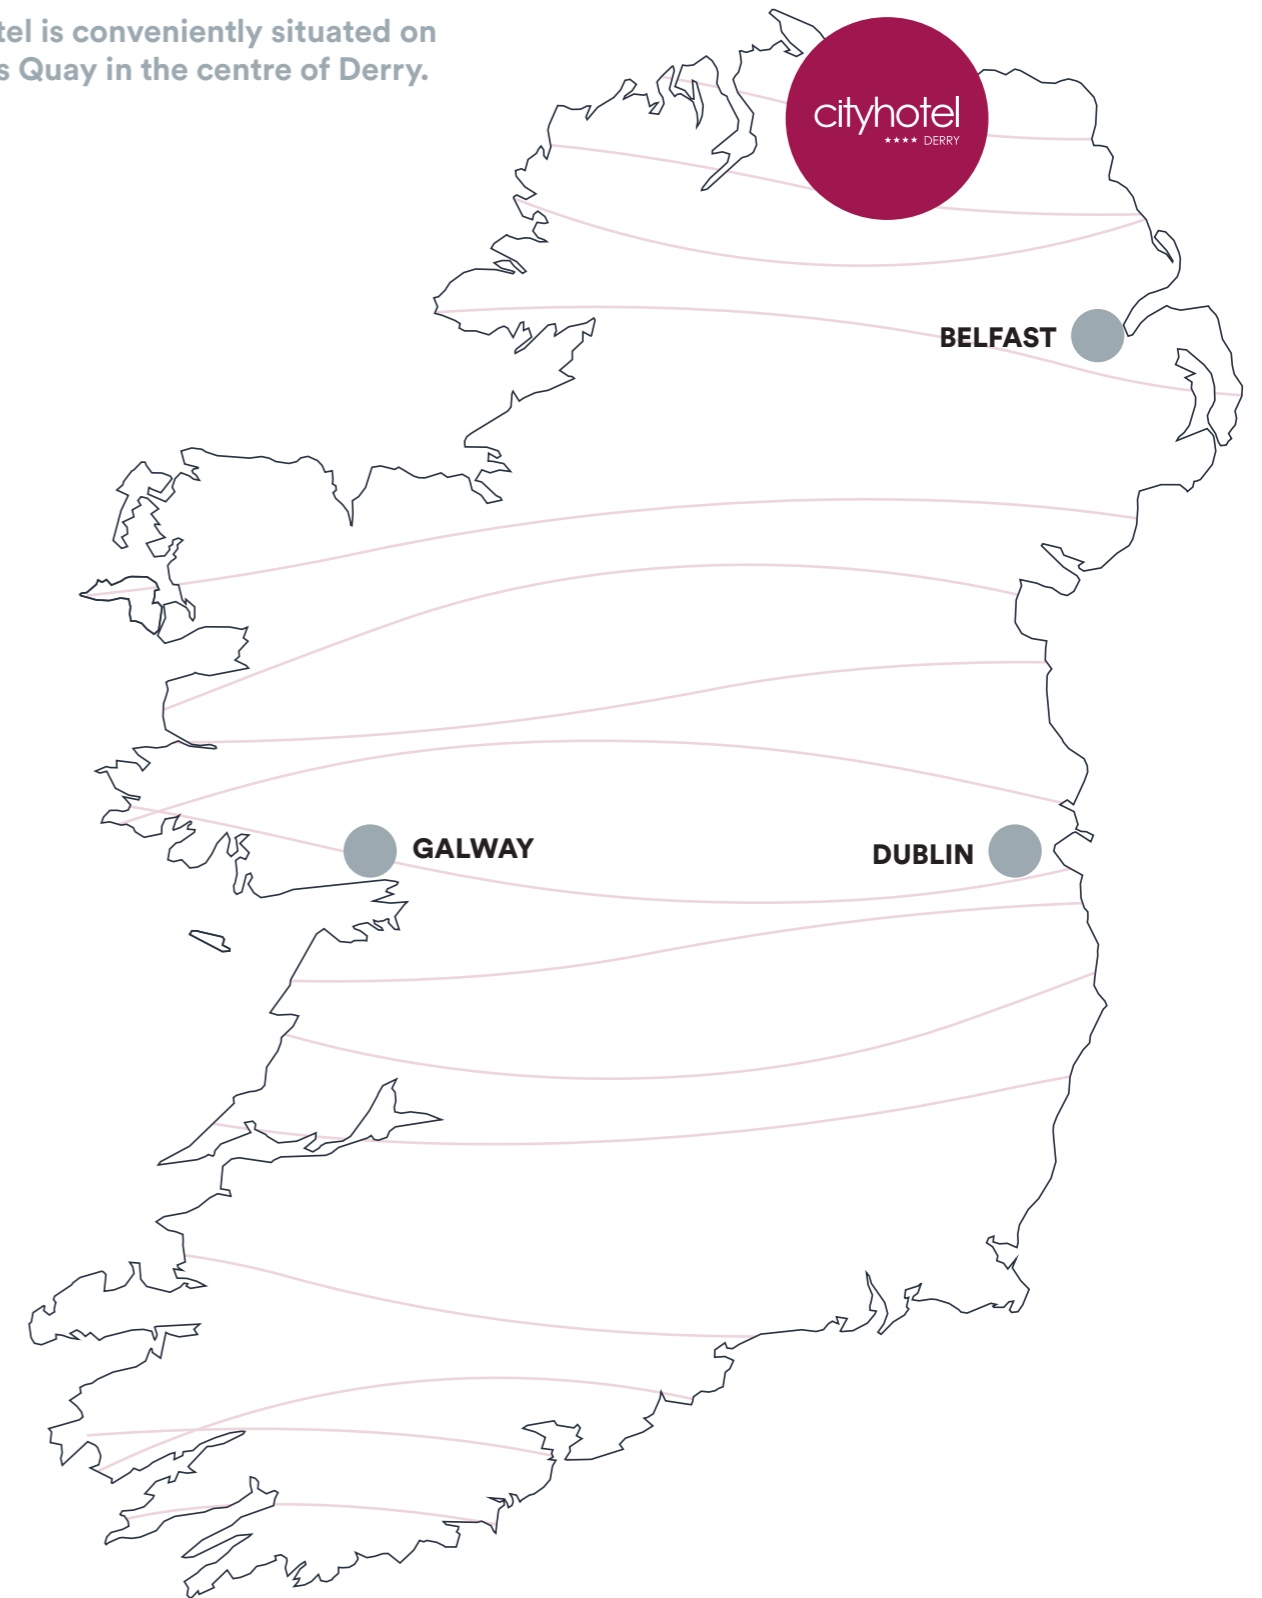 tel is conveniently situated on
s Quay in the centre of Derry.
cityhotel
★★★★ DERRY
BELFAST
GALWAY
DUBLIN